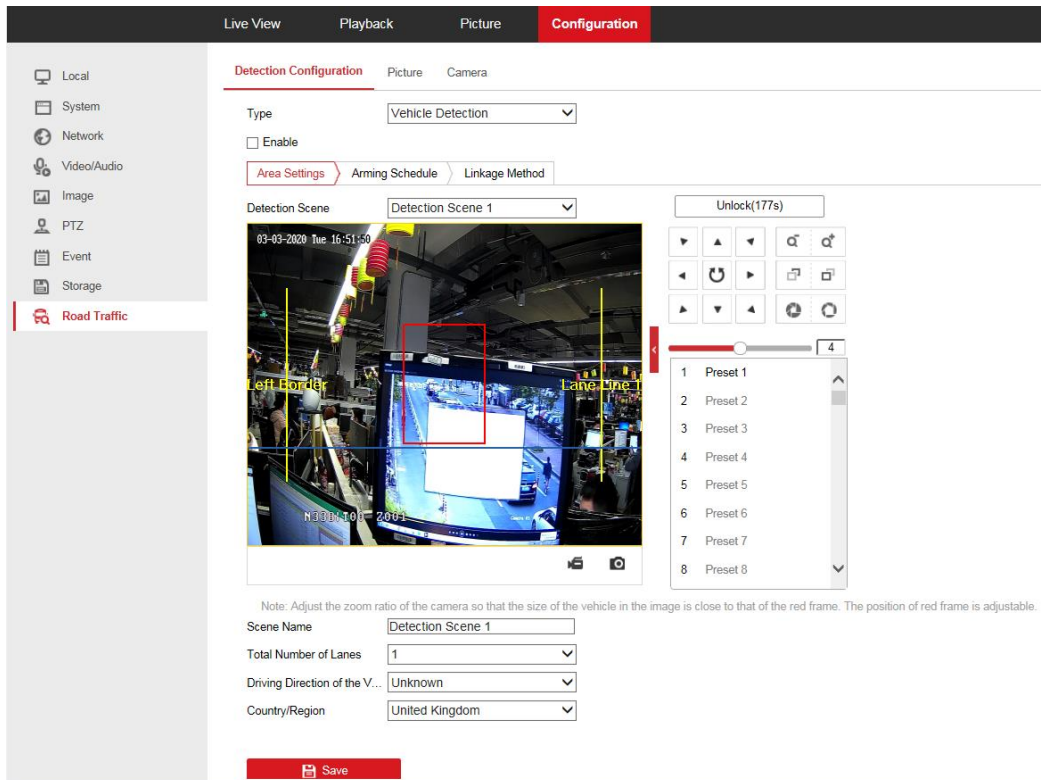 Live View Playback Picture Configuration
Local
System
Network
Video/Audio
Image
PTZ
Event
Storage
Road Traffic
Detection Configuration Picture Camera
Type Vehicle Detection
Enable
Area Settings Arming Schedule Linkage Method
Detection Scene Detection Scene 1
Unlock(177s)
03-03-2020 Tue 16:51:50
Left Border Lane Line 1
4
1 Preset 1
2 Preset 2
3 Preset 3
4 Preset 4
5 Preset 5
6 Preset 6
7 Preset 7
8 Preset 8
Note: Adjust the zoom ratio of the camera so that the size of the vehicle in the image is close to that of the red frame. The position of red frame is adjustable.
Scene Name Detection Scene 1
Total Number of Lanes 1
Driving Direction of the V... Unknown
Country/Region United Kingdom
Save